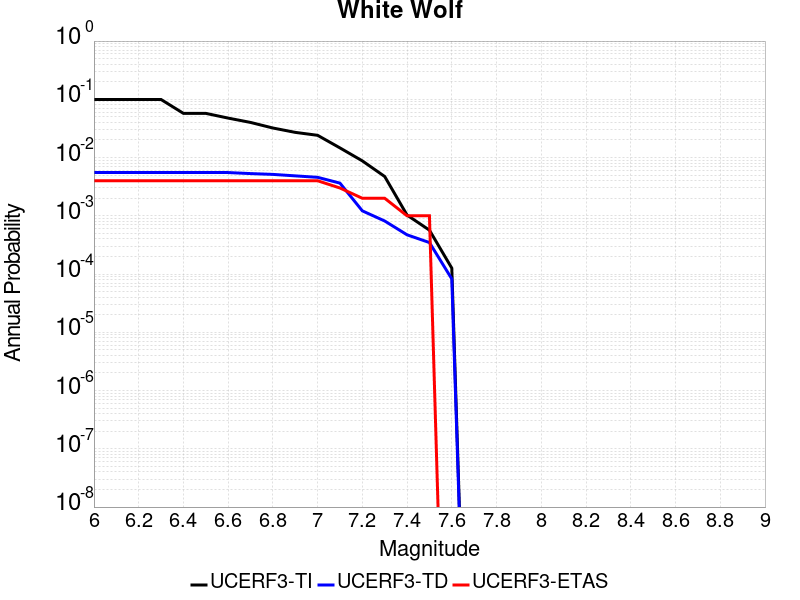 White Wolf
Annual Probability
10^0
10^-1
10^-2
10^-3
10^-4
10^-5
10^-6
10^-7
10^-8
6 6.2 6.4 6.6 6.8 7 7.2 7.4 7.6 7.8 8 8.2 8.4 8.6 8.8 9
Magnitude
UCERF3-TI UCERF3-TD UCERF3-ETAS